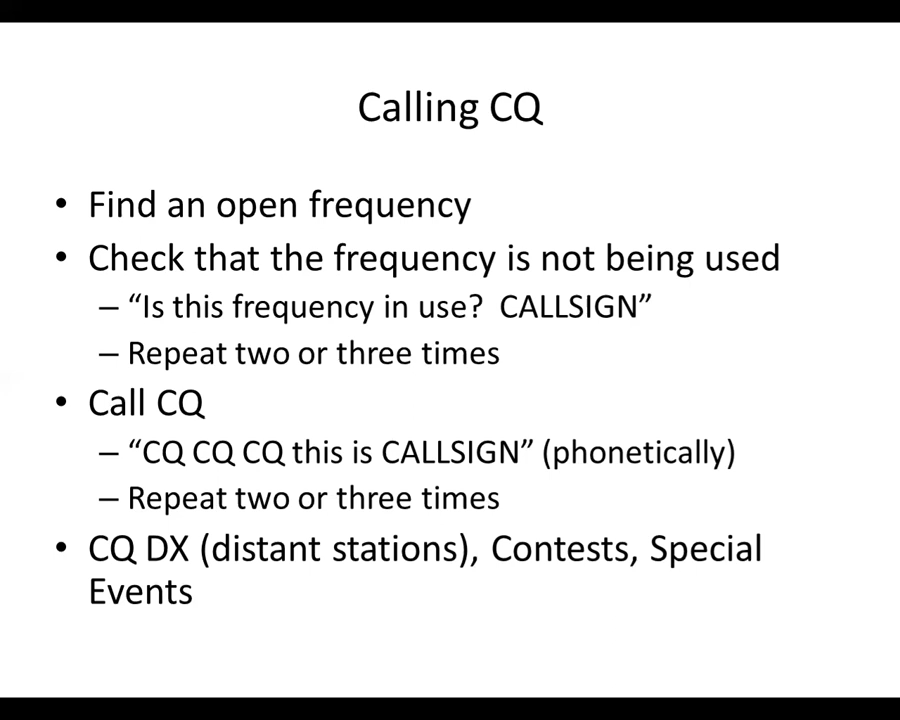 Calling CQ
• Find an open frequency
• Check that the frequency is not being used
– “Is this frequency in use?  CALLSIGN”
– Repeat two or three times
• Call CQ
– “CQ CQ CQ this is CALLSIGN” (phonetically)
– Repeat two or three times
• CQ DX (distant stations), Contests, Special
Events